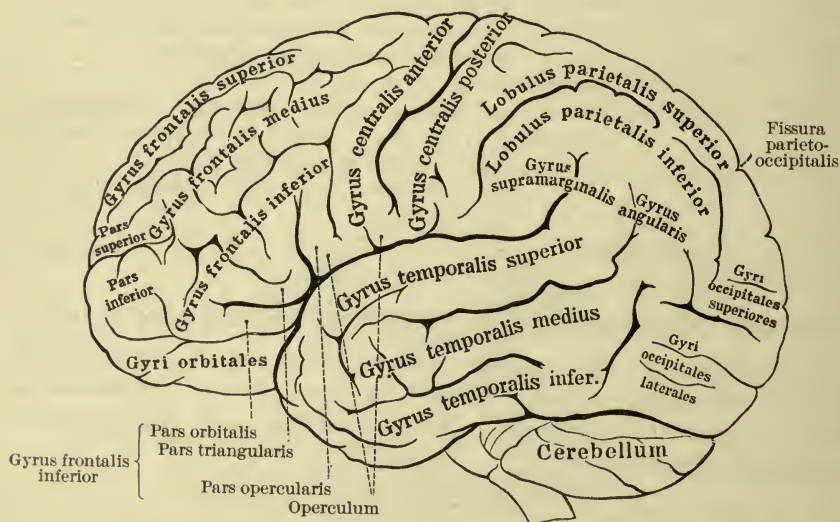 Gyrus frontalis superior
Gyrus frontalis medius
Gyrus frontalis inferior
Gyrus centralis anterior
Gyrus centralis posterior
Lobulus parietalis superior
Lobulus parietalis inferior
Fissura
parieto-
occipitalis
Gyrus
supramarginalis
Gyrus
angularis
Pars
superior
Pars
inferior
Gyrus temporalis superior
Gyrus temporalis medius
Gyrus temporalis infer.
Gyri
occipitales
superiores
Gyri
occipitales
laterales
Gyri orbitales
Cerebellum
Gyrus frontalis
inferior
Pars orbitalis
Pars triangularis
Pars opercularis
Operculum